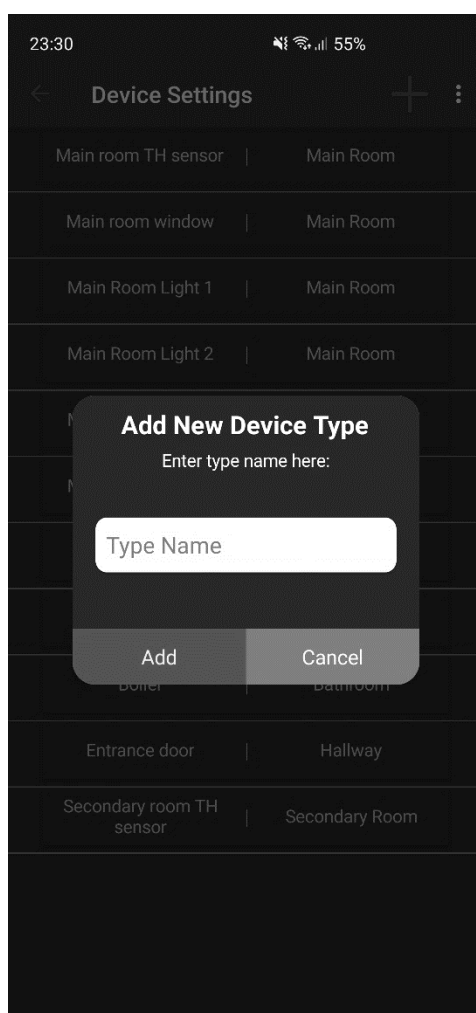 23:30 55%
Device Settings
Main room TH sensor | Main Room
Main room window | Main Room
Main Room Light 1 | Main Room
Main Room Light 2 | Main Room
Add New Device Type
Enter type name here:
Type Name
Add Cancel
Boiler | Bathroom
Entrance door | Hallway
Secondary room TH
sensor | Secondary Room